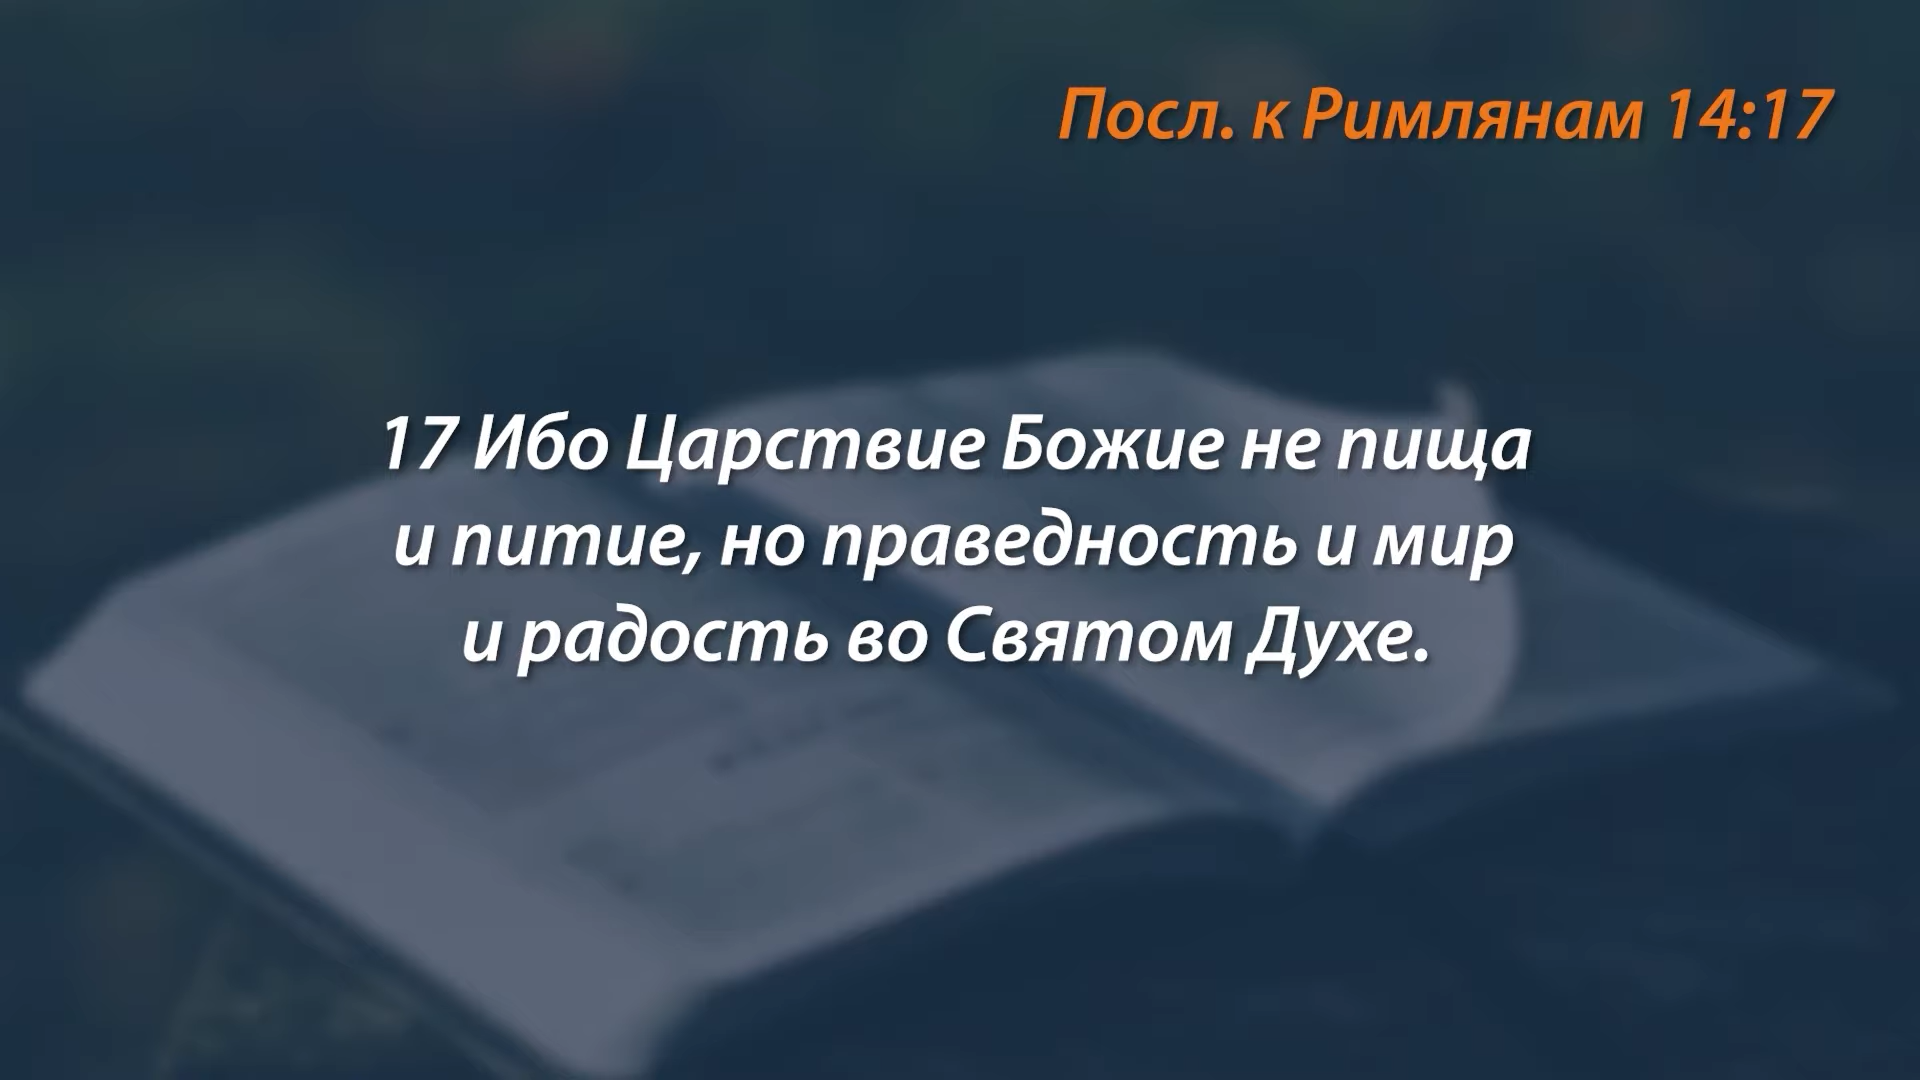 Посл. к Римлянам 14:17
17 Ибо Царствие Божие не пища
и питие, но праведность и мир
и радость во Святом Духе.